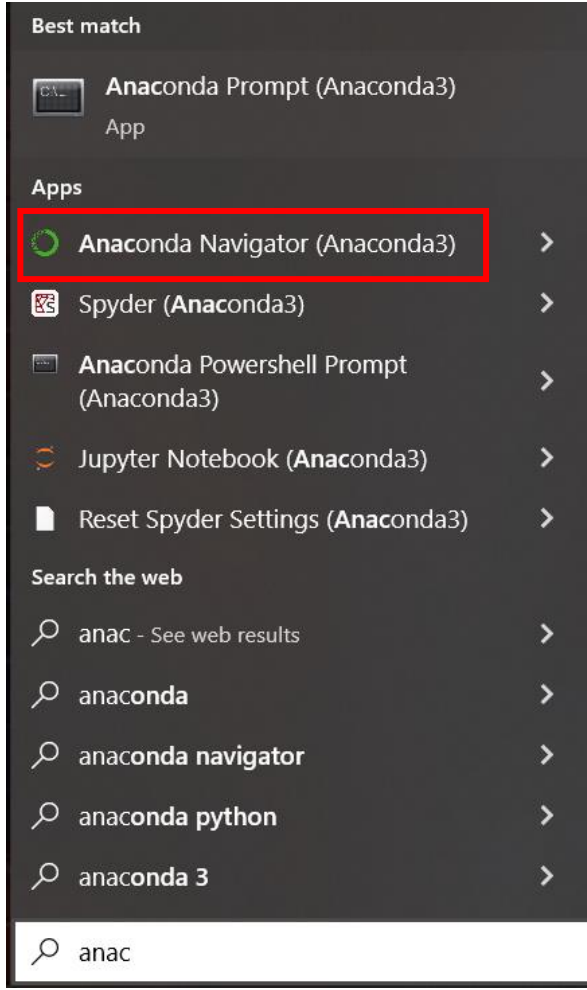 Best match
Anaconda Prompt (Anaconda3)
App
Apps
Anaconda Navigator (Anaconda3)
Spyder (Anaconda3)
Anaconda Powershell Prompt
(Anaconda3)
Jupyter Notebook (Anaconda3)
Reset Spyder Settings (Anaconda3)
Search the web
anac - See web results
anaconda
anaconda navigator
anaconda python
anaconda 3
anac